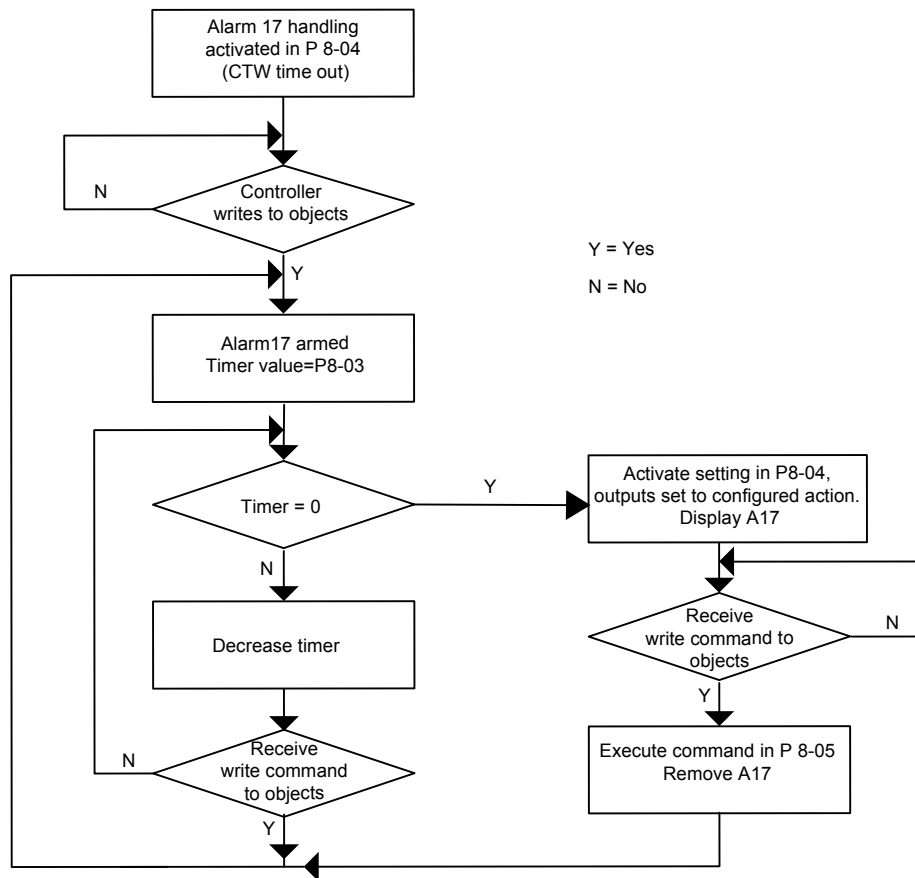 Alarm 17 handling
activated in P 8-04
(CTW time out)
N
Controller
writes to objects
Y = Yes
N = No
Y
Alarm17 armed
Timer value=P8-03
Timer = 0
Y
Activate setting in P8-04,
outputs set to configured action.
Display A17
N
Decrease timer
Receive
write command to
objects
N
Y
Receive
write command
to objects
N
Execute command in P 8-05
Remove A17
Y